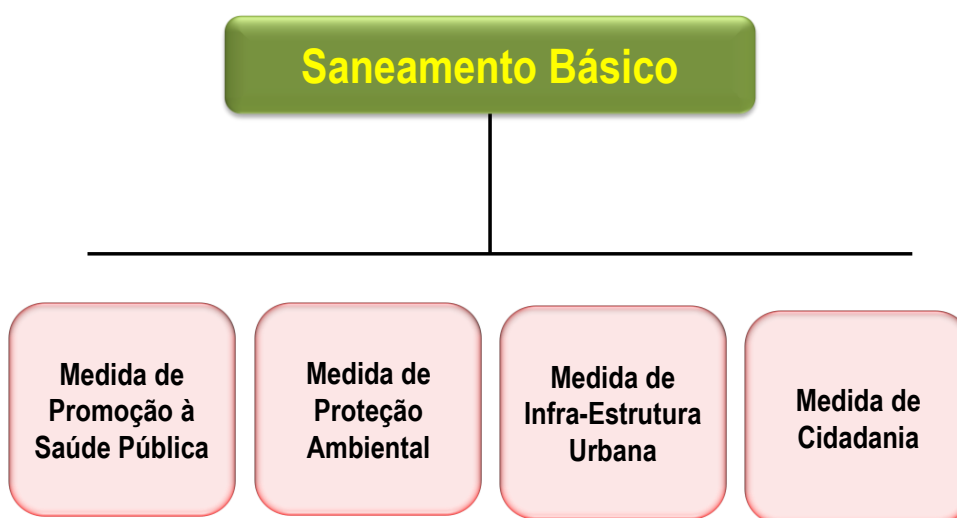 Saneamento Básico
Medida de
Promoção à
Saúde Pública
Medida de
Proteção
Ambiental
Medida de
Infra-Estrutura
Urbana
Medida de
Cidadania